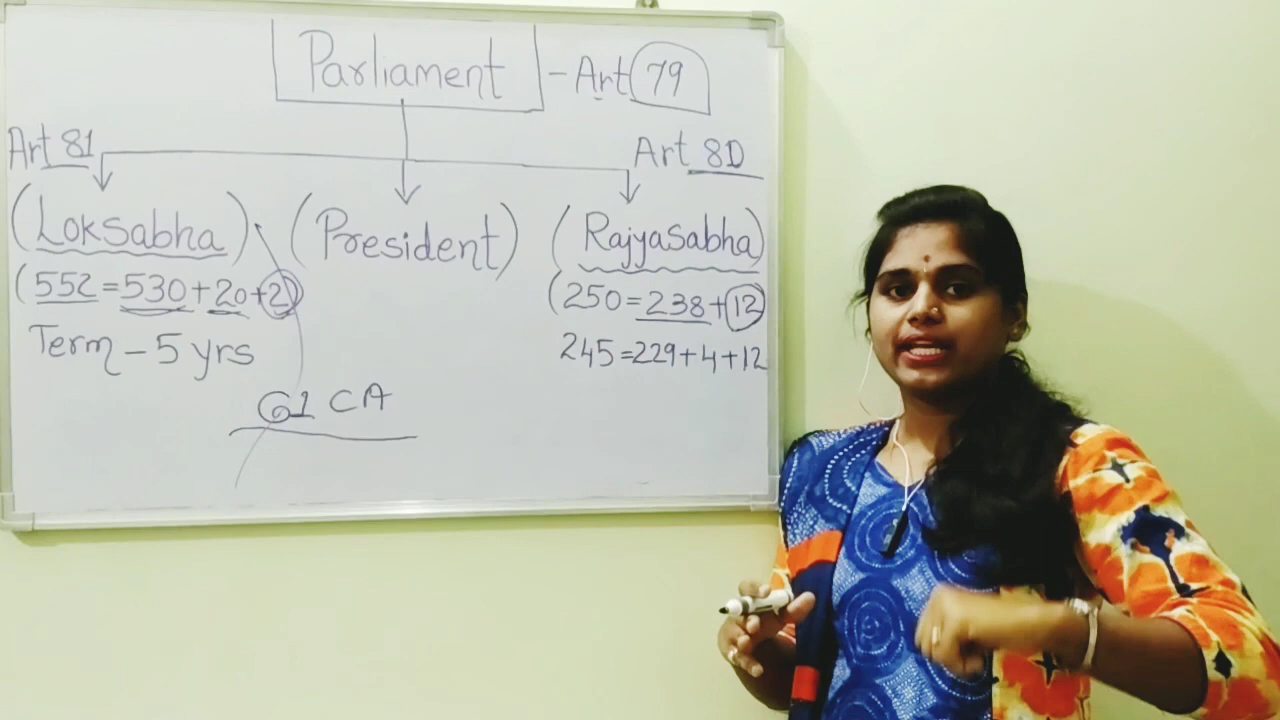 Parliament - Art 79
Art 81
Art 80
(Loksabha)
(President)
(Rajyasabha)
(552=530+20+2)
(250=238+12)
Term - 5 yrs
245=229+4+12
61 CA